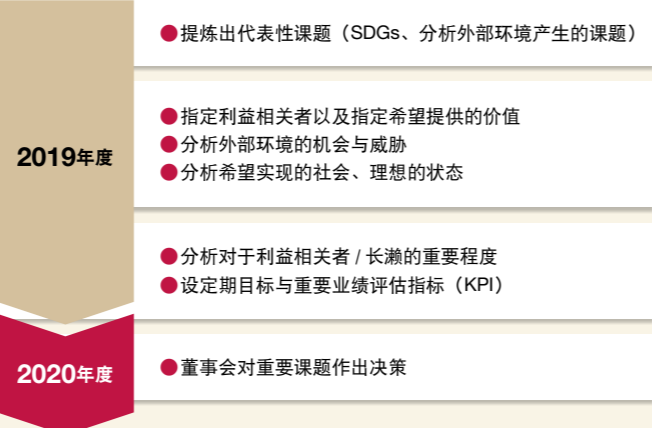 ●提炼出代表性课题（SDGs、分析外部环境产生的课题）
2019年度
●指定利益相关者以及指定希望提供的价值
●分析外部环境的机会与威胁
●分析希望实现的社会、理想的状态
●分析对于利益相关者 / 长濑的重要程度
●设定期目标与重要业绩评估指标（KPI）
2020年度
●董事会对重要课题作出决策